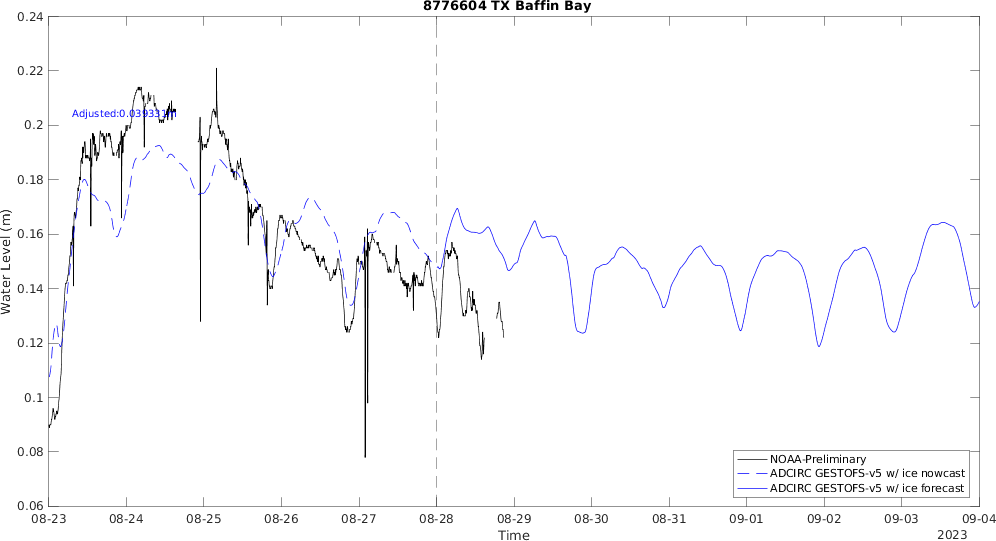 8776604 TX Baffin Bay
0.24
0.22
0.2
0.18
0.16
0.14
0.12
0.1
0.08
0.06
Water Level (m)
Adjusted:0.039331
NOAA-Preliminary
ADCIRC GESTOFS-v5 w/ ice nowcast
ADCIRC GESTOFS-v5 w/ ice forecast
08-23 08-24 08-25 08-26 08-27 08-28 08-29 08-30 08-31 09-01 09-02 09-03 09-04
Time
2023